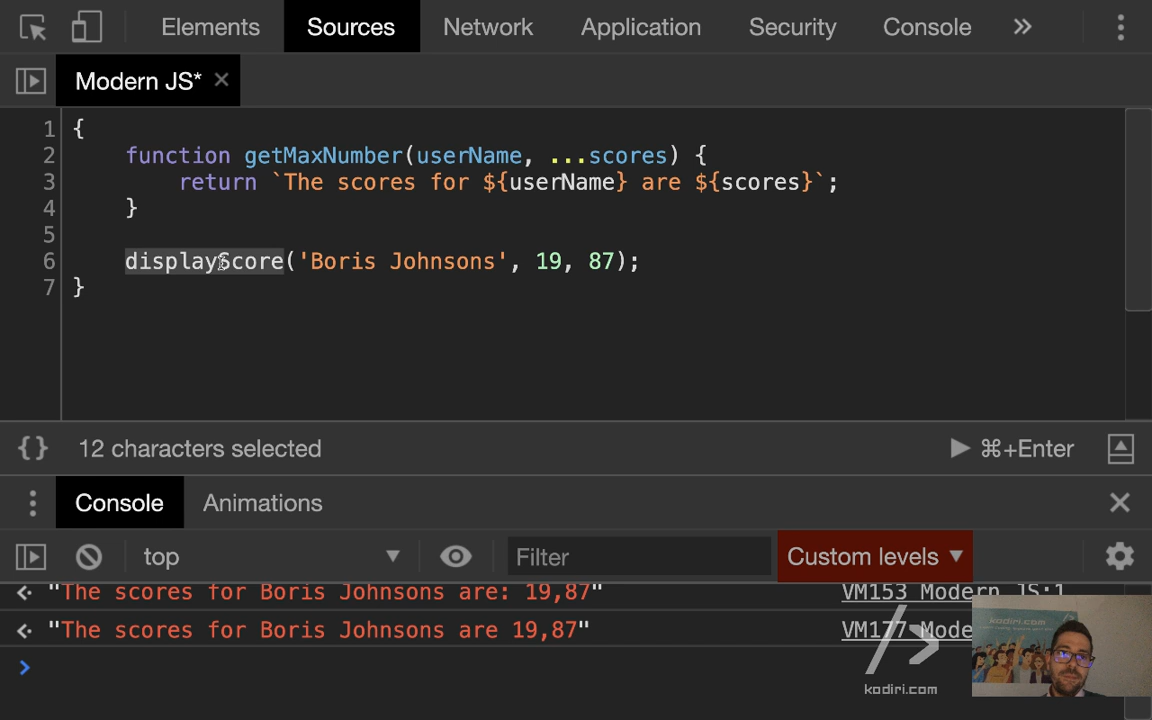 Elements Sources Network Application Security Console »
Modern JS* ×
1 {
2 function getMaxNumber(userName, ...scores) {
3 return `The scores for ${userName} are ${scores}`;
4 }
5
6 displayScore('Boris Johnsons', 19, 87);
7 }
{} 12 characters selected ⌘+Enter
Console Animations
top Filter Custom levels
"The scores for Boris Johnsons are: 19,87" VM153 Modern JS:1
"The scores for Boris Johnsons are 19,87" VM177 Mode
kodiri.com
kodiri.com